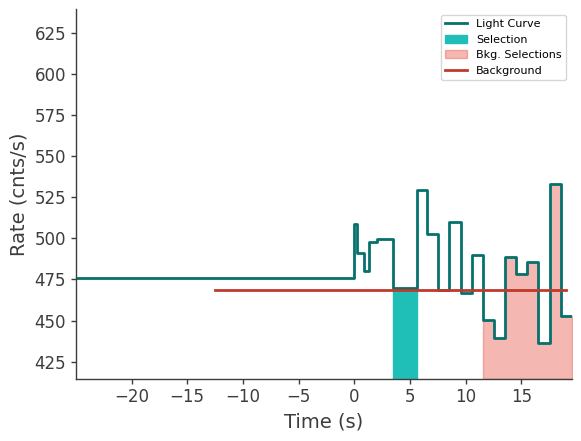 Light Curve
Selection
Bkg. Selections
Background
625
600
575
550
525
500
475
450
425
Rate (cnts/s)
−20 −15 −10 −5 0 5 10 15
Time (s)